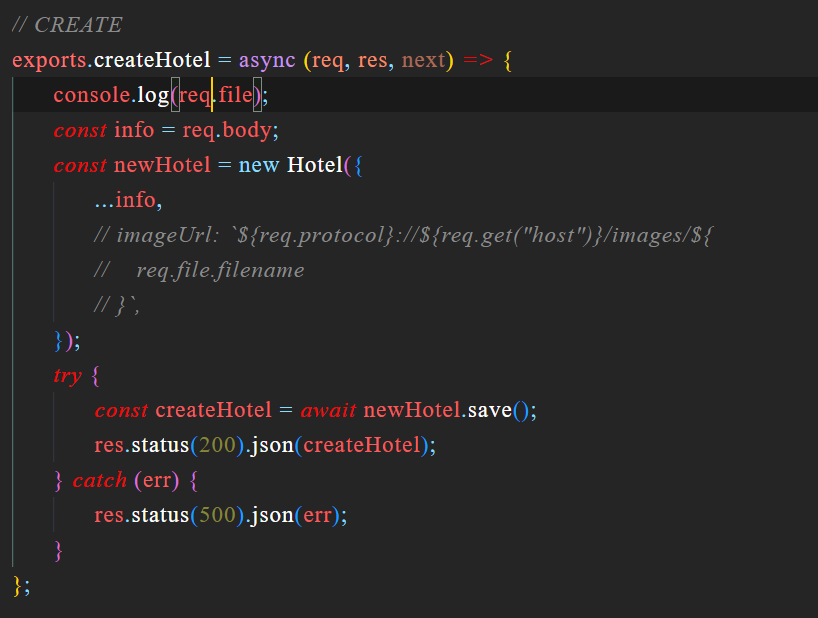 // CREATE
exports.createHotel = async (req, res, next) => {
console.log(req.file);
const info = req.body;
const newHotel = new Hotel({
...info,
// imageUrl: `${req.protocol}://${req.get("host")}/images/${
//   req.file.filename
// }`,
});
try {
const createHotel = await newHotel.save();
res.status(200).json(createHotel);
} catch (err) {
res.status(500).json(err);
}
};